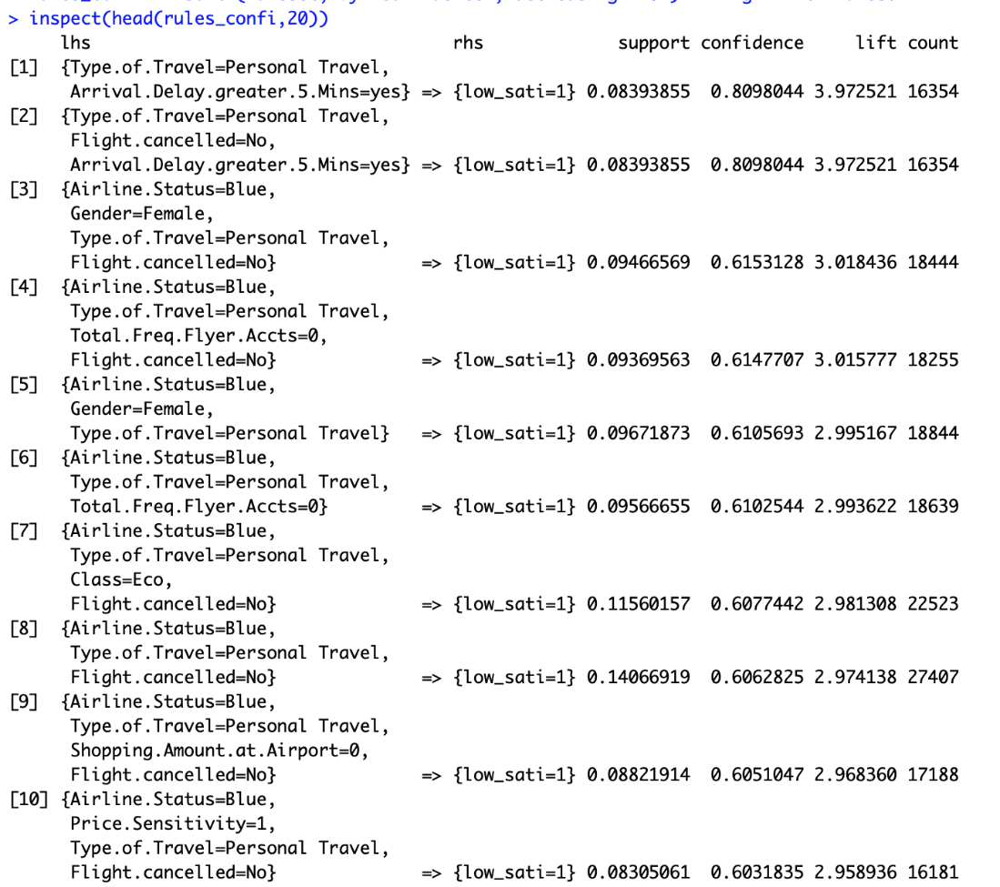 > inspect(head(rules_confi,20))
lhs rhs support confidence lift count
[1] {Type.of.Travel=Personal Travel,
Arrival.Delay.greater.5.Mins=yes} => {low_sati=1} 0.08393855 0.8098044 3.972521 16354
[2] {Type.of.Travel=Personal Travel,
Flight.cancelled=No,
Arrival.Delay.greater.5.Mins=yes} => {low_sati=1} 0.08393855 0.8098044 3.972521 16354
[3] {Airline.Status=Blue,
Gender=Female,
Type.of.Travel=Personal Travel,
Flight.cancelled=No} => {low_sati=1} 0.09466569 0.6153128 3.018436 18444
[4] {Airline.Status=Blue,
Type.of.Travel=Personal Travel,
Total.Freq.Flyer.Accts=0,
Flight.cancelled=No} => {low_sati=1} 0.09369563 0.6147707 3.015777 18255
[5] {Airline.Status=Blue,
Gender=Female,
Type.of.Travel=Personal Travel} => {low_sati=1} 0.09671873 0.6105693 2.995167 18844
[6] {Airline.Status=Blue,
Type.of.Travel=Personal Travel,
Total.Freq.Flyer.Accts=0} => {low_sati=1} 0.09566655 0.6102544 2.993622 18639
[7] {Airline.Status=Blue,
Type.of.Travel=Personal Travel,
Class=Eco,
Flight.cancelled=No} => {low_sati=1} 0.11560157 0.6077442 2.981308 22523
[8] {Airline.Status=Blue,
Type.of.Travel=Personal Travel,
Flight.cancelled=No} => {low_sati=1} 0.14066919 0.6062825 2.974138 27407
[9] {Airline.Status=Blue,
Type.of.Travel=Personal Travel,
Shopping.Amount.at.Airport=0,
Flight.cancelled=No} => {low_sati=1} 0.08821914 0.6051047 2.968360 17188
[10] {Airline.Status=Blue,
Price.Sensitivity=1,
Type.of.Travel=Personal Travel,
Flight.cancelled=No} => {low_sati=1} 0.08305061 0.6031835 2.958936 16181